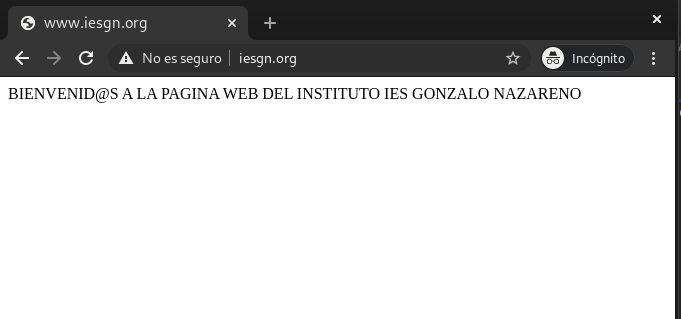 www.iesgn.org
No es seguro iesgn.org Incógnito
BIENVENID@S A LA PAGINA WEB DEL INSTITUTO IES GONZALO NAZARENO